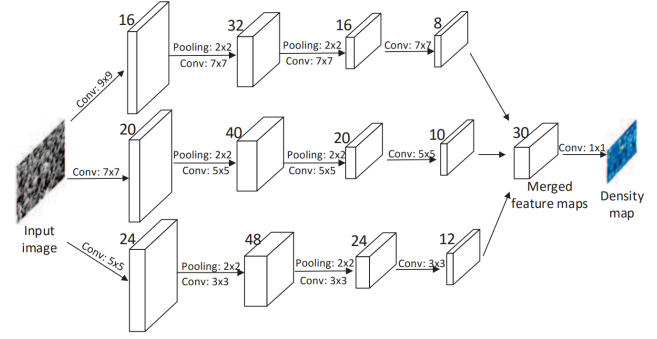 16
32
16
8
Pooling: 2x2
Conv: 7x7
Pooling: 2x2
Conv: 7x7
Conv: 7x7
Conv: 9x9
20
40
20
10
30
Conv: 7x7
Pooling: 2x2
Conv: 5x5
Pooling: 2x2
Conv: 5x5
Conv: 5x5
Conv: 1x1
Merged
feature maps
Density
map
Input
image
Conv: 5x5
24
48
24
12
Pooling: 2x2
Conv: 3x3
Pooling: 2x2
Conv: 3x3
Conv: 3x3